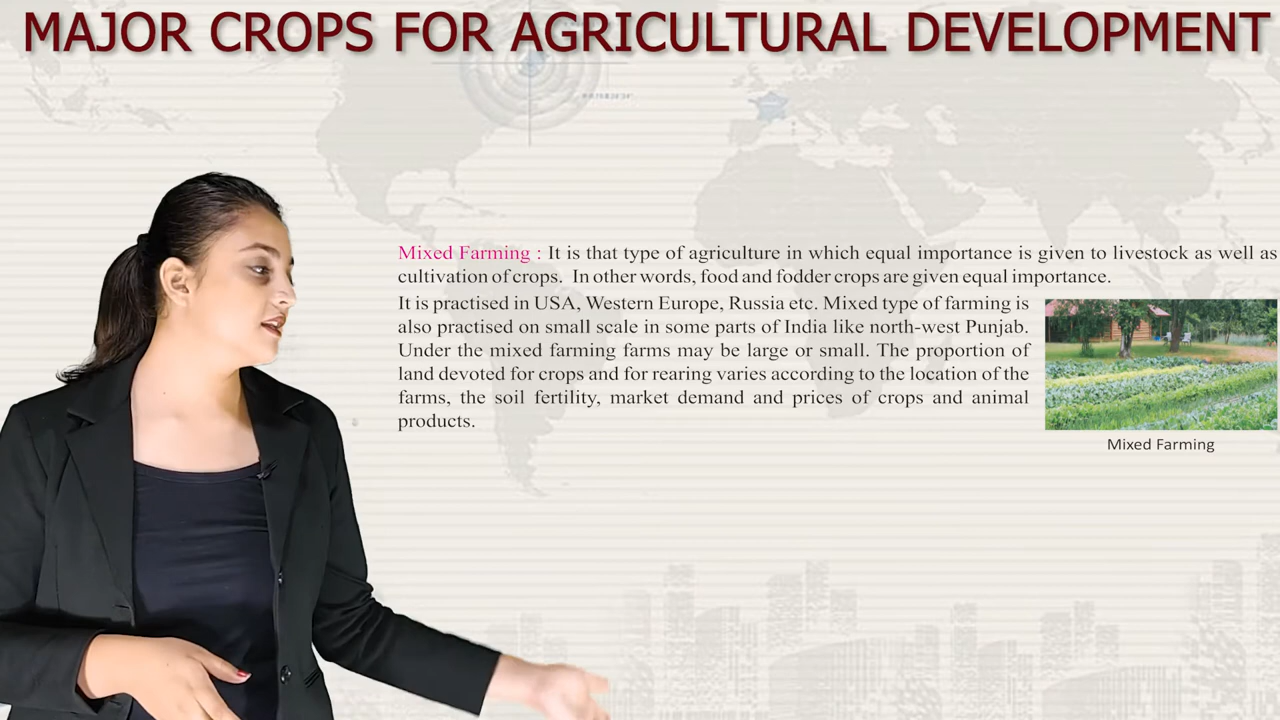 MAJOR CROPS FOR AGRICULTURAL DEVELOPMENT
Mixed Farming : It is that type of agriculture in which equal importance is given to livestock as well as
cultivation of crops. In other words, food and fodder crops are given equal importance.
It is practised in USA, Western Europe, Russia etc. Mixed type of farming is
also practised on small scale in some parts of India like north-west Punjab.
Under the mixed farming farms may be large or small. The proportion of
land devoted for crops and for rearing varies according to the location of the
farms, the soil fertility, market demand and prices of crops and animal
products.
Mixed Farming